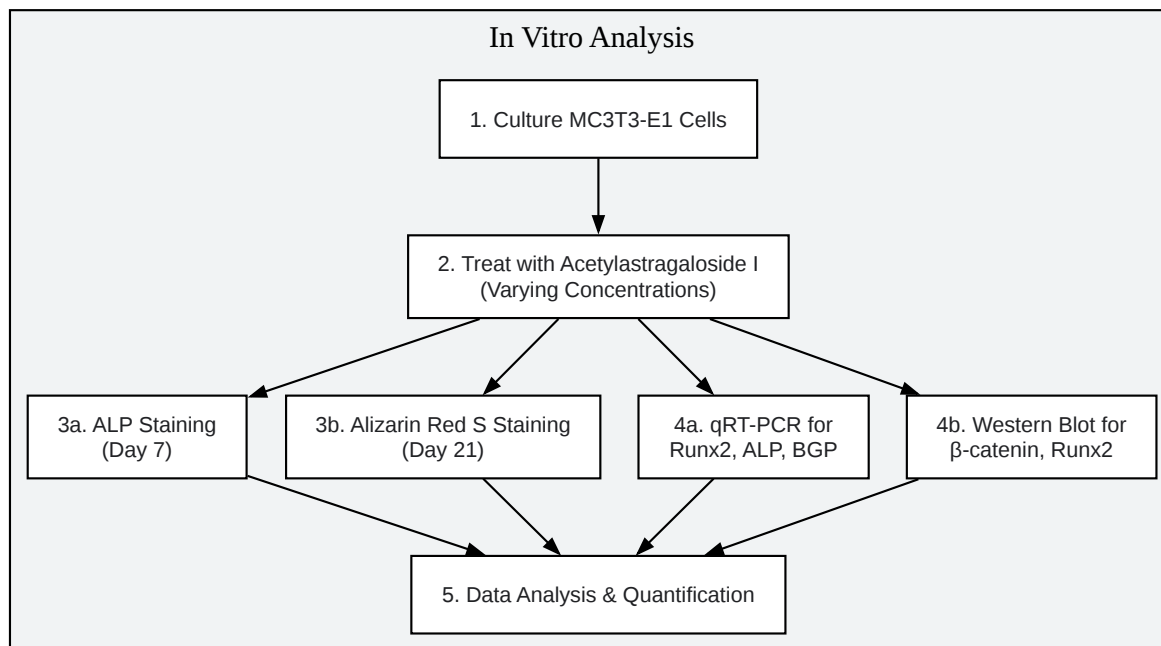 In Vitro Analysis
1. Culture MC3T3-E1 Cells
2. Treat with Acetylastragaloside I
(Varying Concentrations)
3a. ALP Staining
(Day 7)
3b. Alizarin Red S Staining
(Day 21)
4a. qRT-PCR for
Runx2, ALP, BGP
4b. Western Blot for
β-catenin, Runx2
5. Data Analysis & Quantification